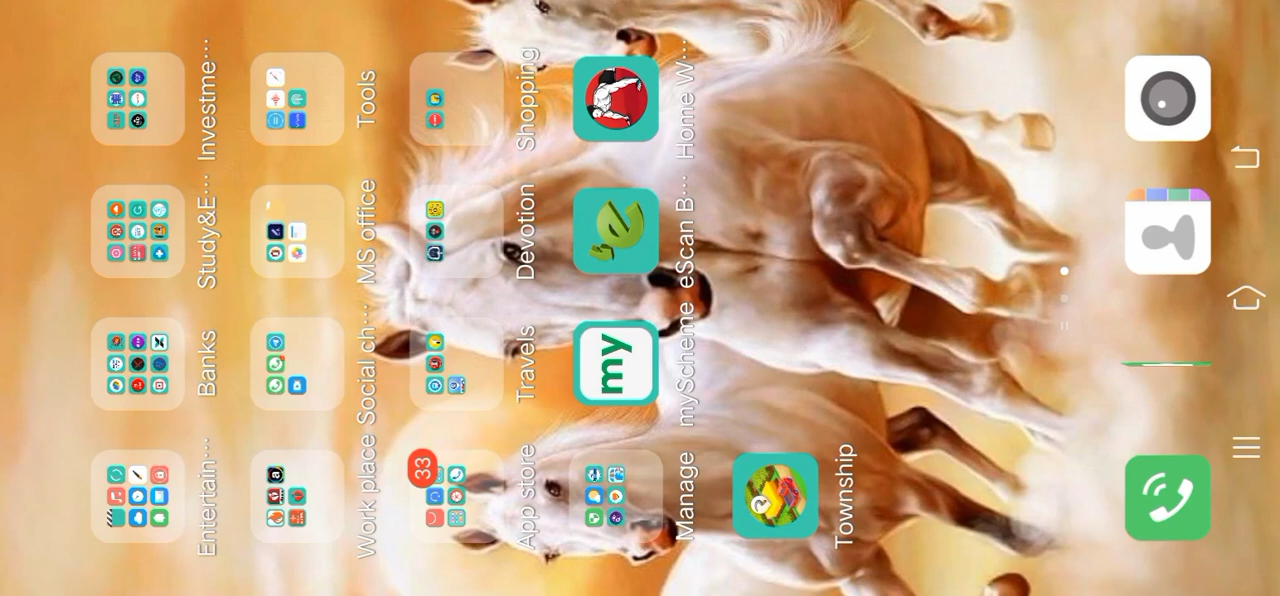 Entertain…
Banks
Study&E…
Investme…
Work place
Social ch…
MS office
Tools
33
App store
Travels
Devotion
Shopping
my
e
Manage
myScheme
eScan B…
Home W…
Township